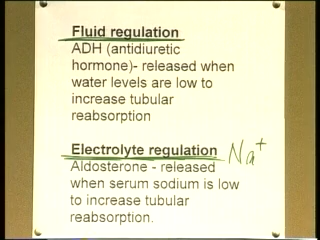 Fluid regulation
ADH (antidiuretic
hormone)- released when
water levels are low to
increase tubular
reabsorption
Electrolyte regulation Na⁺
Aldosterone - released
when serum sodium is low
to increase tubular
reabsorption.